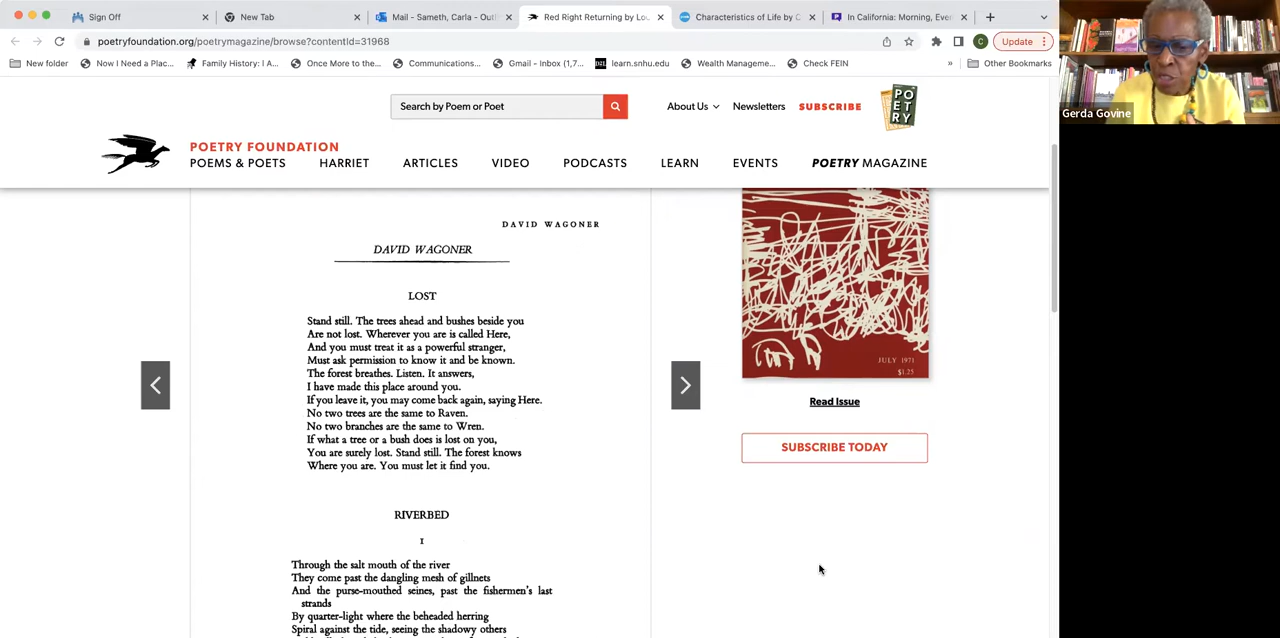 Sign Off
New Tab
Mail - Sameth, Carla - Out
Red Right Returning by Lou
Characteristics of Life by C
In California: Morning, Ever
poetryfoundation.org/poetrymagazine/browse?contentId=31968
C
Update
New folder
Now I Need a Place...
Family History: I A...
Once More to the...
Communications...
Gmail - Inbox (1,7...
D2L
learn.snhu.edu
Wealth Manageme...
Check FEIN
»
Other Bookmarks
Search by Poem or Poet
About Us
Newsletters
SUBSCRIBE
PO
ET
RY
POETRY FOUNDATION
POEMS & POETS
HARRIET
ARTICLES
VIDEO
PODCASTS
LEARN
EVENTS
POETRY MAGAZINE
DAVID WAGONER
DAVID WAGONER
LOST
Stand still. The trees ahead and bushes beside you
Are not lost. Wherever you are is called Here,
And you must treat it as a powerful stranger,
Must ask permission to know it and be known.
The forest breathes. Listen. It answers,
I have made this place around you.
If you leave it, you may come back again, saying Here.
No two trees are the same to Raven.
No two branches are the same to Wren.
If what a tree or a bush does is lost on you,
You are surely lost. Stand still. The forest knows
Where you are. You must let it find you.
RIVERBED
I
Through the salt mouth of the river
They come past the dangling mesh of gillnets
And the purse-mouthed seines, past the fishermen's last
strands
By quarter-light where the beheaded herring
Spiral against the tide, seeing the shadowy others
JULY 1971
$1.25
Read Issue
SUBSCRIBE TODAY
Gerda Govine